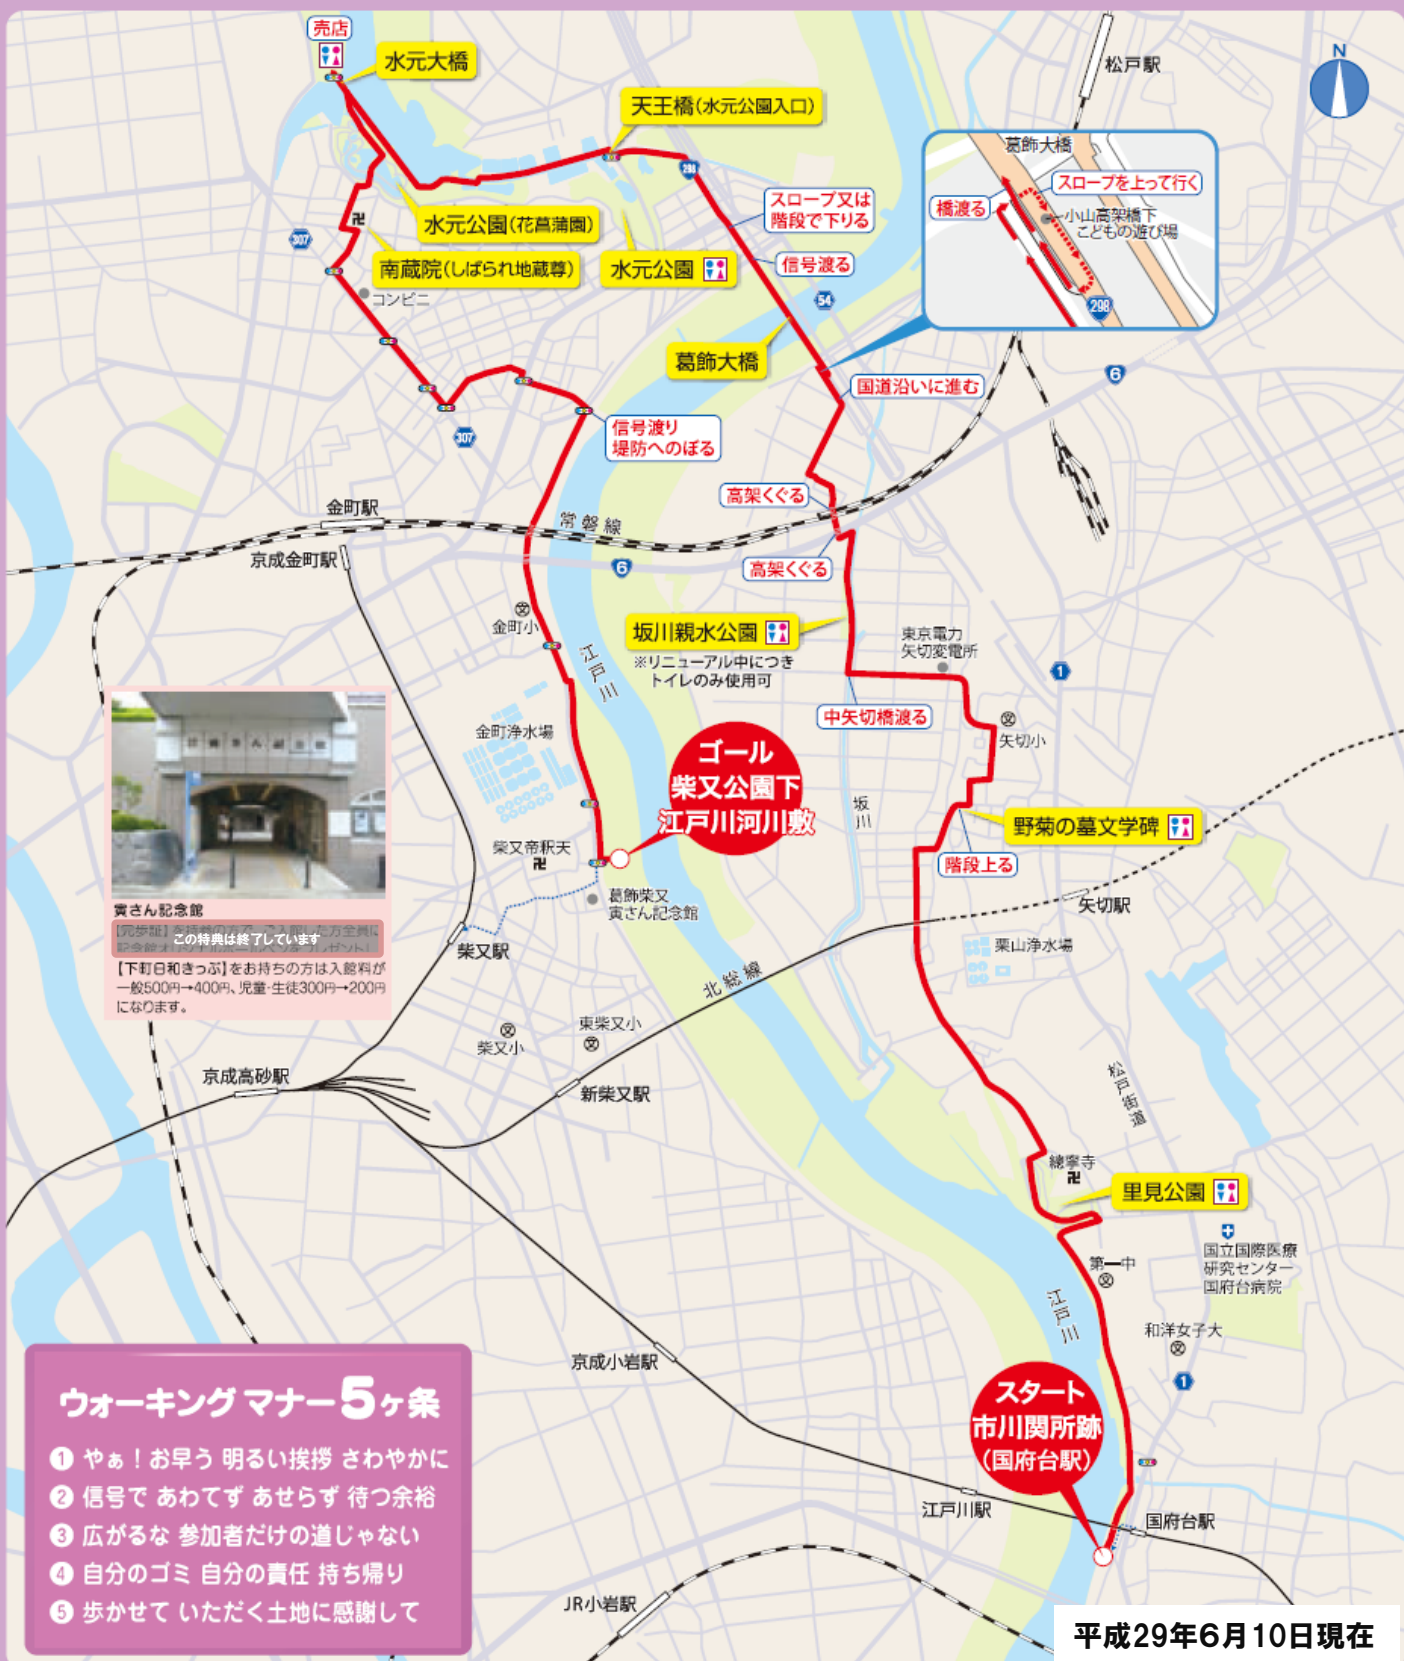 売店
水元大橋
天王橋(水元公園入口)
298
松戸駅
N
葛飾大橋
スロープを上って行く
橋渡る
小山高架橋下
こどもの遊び場
298
スロープ又は
階段で下りる
水元公園(花菖蒲園)
307
南蔵院(しばられ地蔵尊)
水元公園
信号渡る
コンビニ
54
葛飾大橋
国道沿いに進む
6
307
信号渡り
堤防へのぼる
高架くぐる
金町駅
常磐線
京成金町駅
6
高架くぐる
金町小
坂川親水公園
※リニューアル中につき
トイレのみ使用可
東京電力
矢切変電所
1
江戸川
中矢切橋渡る
矢切小
金町浄水場
ゴール
柴又公園下
江戸川河川敷
坂川
野菊の墓文学碑
階段上る
柴又帝釈天
葛飾柴又
寅さん記念館
矢切駅
寅さん記念館
この特典は終了しています
【下町日和きっぷ】をお持ちの方は入館料が
一般500円→400円、児童・生徒300円→200円
になります。
柴又駅
栗山浄水場
北総線
柴又小
東柴又小
新柴又駅
京成高砂駅
松戸街道
總寧寺
里見公園
国立国際医療
研究センター
国府台病院
第一中
江戸川
和洋女子大
1
京成小岩駅
スタート
市川関所跡
(国府台駅)
江戸川駅
国府台駅
JR小岩駅
ウォーキング マナー5ヶ条
1 やぁ!お早う 明るい挨拶 さわやかに
2 信号で あわてず あせらず 待つ余裕
3 広がるな 参加者だけの道じゃない
4 自分のゴミ 自分の責任 持ち帰り
5 歩かせて いただく土地に感謝して
平成29年6月10日現在